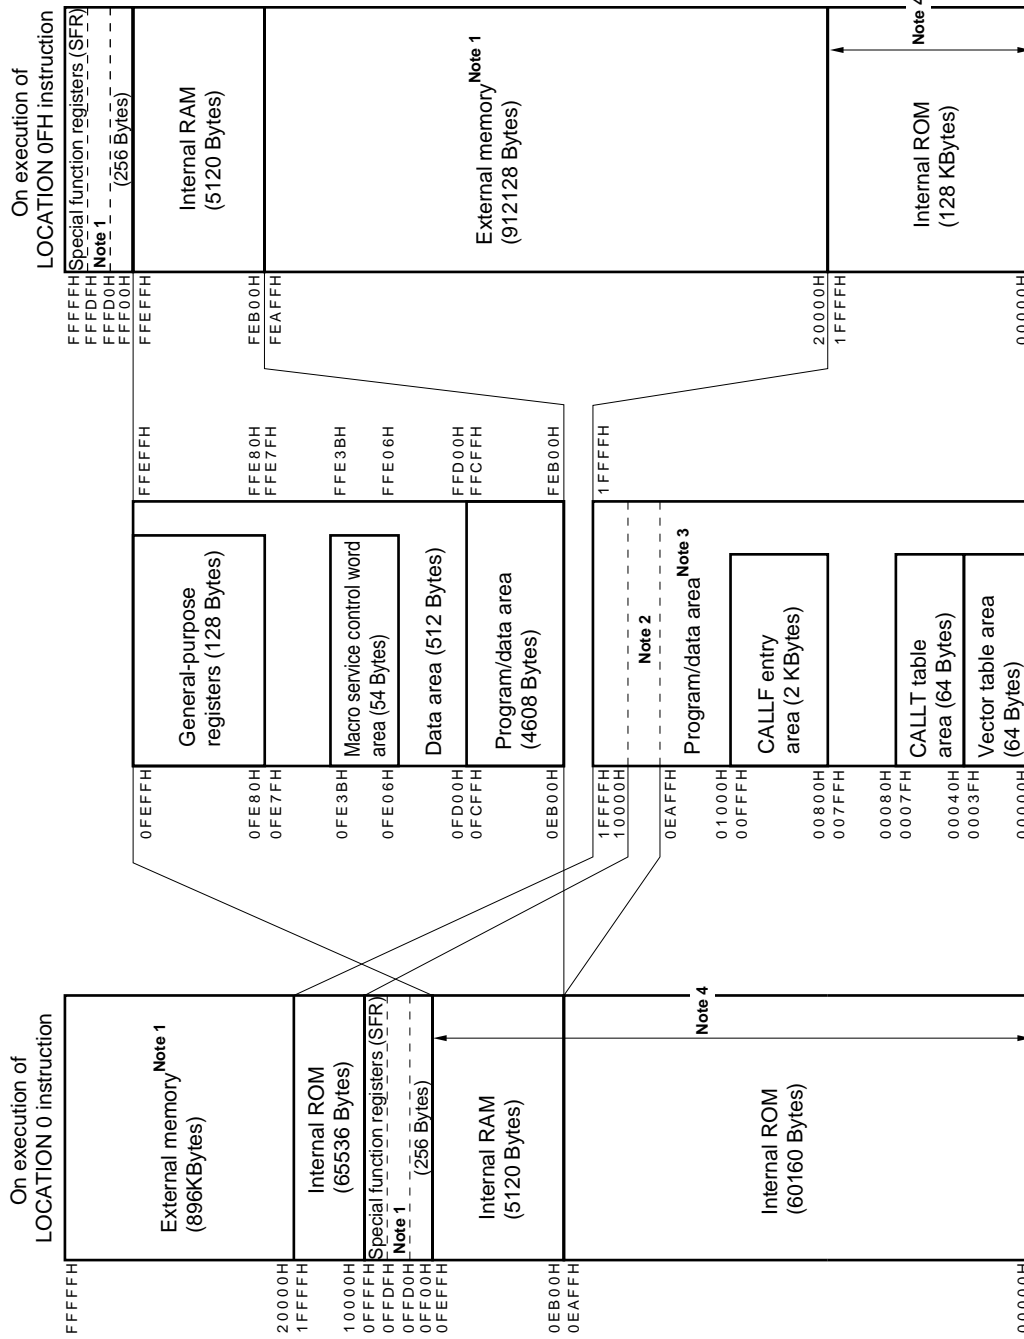 On execution of
LOCATION 0 instruction
FFFFFH
External memory Note 1
(896KBytes)
20000H
1FFFFH
Internal ROM
(65536 Bytes)
10000H
0FFFFH
Special function registers (SFR)
0FFDFH
Note 1
0FFD0H
0FF00H
(256 Bytes)
0FEFFH
Internal RAM
(5120 Bytes)
0EB00H
0EAFFH
Note 4
Internal ROM
(60160 Bytes)
00000H
0FEFFH
General-purpose
registers (128 Bytes)
0FE80H
0FE7FH
0FE3BH
Macro service control word
area (54 Bytes)
0FE06H
Data area (512 Bytes)
0FD00H
0FCFFH
Program/data area
(4608 Bytes)
0EB00H
FFEFFH
FFE80H
FFE7FH
FFE3BH
FFE06H
FFD00H
FFCFFH
FEB00H
1FFFFH
1FFFFH
10000H
Note 2
0EAFFH
Program/data area Note 3
01000H
00FFFH
CALLF entry
area (2 KBytes)
00800H
007FFH
00080H
0007FH
CALLT table
area (64 Bytes)
00040H
0003FH
Vector table area
(64 Bytes)
00000H
On execution of
LOCATION 0FH instruction
FFFFFH
Special function registers (SFR)
FFFDFH
Note 1
FFFD0H
FFF00H
(256 Bytes)
FFEFFH
Internal RAM
(5120 Bytes)
FEB00H
FEAFFH
External memory Note 1
(912128 Bytes)
20000H
1FFFFH
Note 4
Internal ROM
(128 KBytes)
00000H